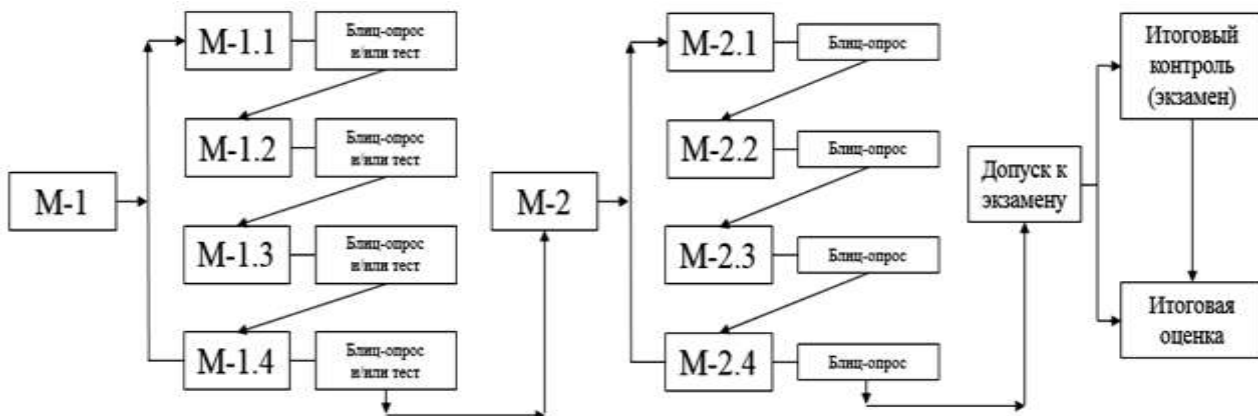 М-1
М-1.1
Блиц-опрос
и/или тест
М-1.2
Блиц-опрос
и/или тест
М-1.3
Блиц-опрос
и/или тест
М-1.4
Блиц-опрос
и/или тест
М-2
М-2.1
Блиц-опрос
М-2.2
Блиц-опрос
М-2.3
Блиц-опрос
М-2.4
Блиц-опрос
Допуск к
экзамену
Итоговый
контроль
(экзамен)
Итоговая
оценка